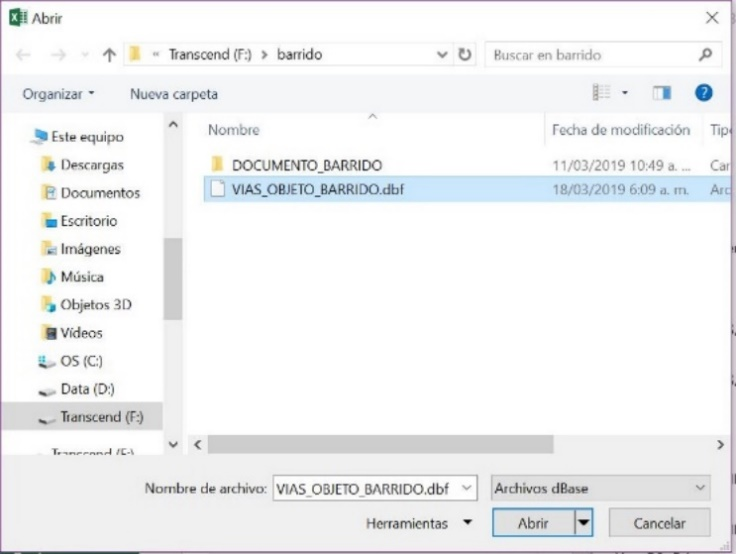 Abrir
« Transcend (F:) > barrido
Buscar en barrido
Organizar
Nueva carpeta
Nombre
Fecha de modificación
Tip
Este equipo
Descargas
Documentos
Escritorio
Imágenes
Música
Objetos 3D
Vídeos
OS (C:)
Data (D:)
Transcend (F:)
Transcend (F:)
DOCUMENTO_BARRIDO
11/03/2019 10:49 a. ...
Car
VIAS_OBJETO_BARRIDO.dbf
18/03/2019 6:09 a. m.
Arc
Nombre de archivo:
VIAS_OBJETO_BARRIDO.dbf
Archivos dBase
Herramientas
Abrir
Cancelar